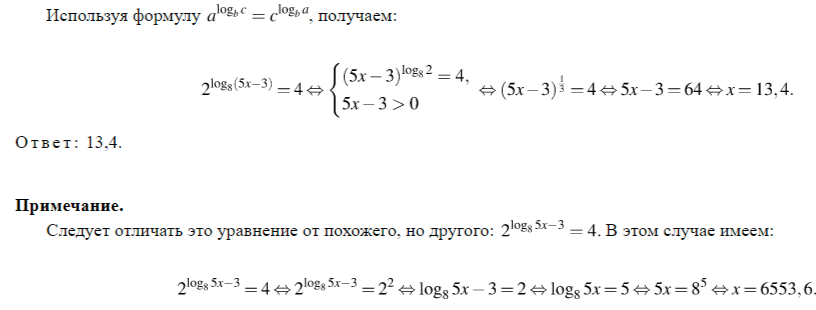 Используя формулу $a^{\log_b c} = c^{\log_b a}$, получаем:
$2^{\log_8(5x-3)} = 4 \Leftrightarrow \begin{cases} (5x-3)^{\log_8 2} = 4, \\ 5x-3 > 0 \end{cases} \Leftrightarrow (5x-3)^{\frac{1}{3}} = 4 \Leftrightarrow 5x-3 = 64 \Leftrightarrow x = 13,4.$
Ответ: 13,4.
Примечание.
Следует отличать это уравнение от похожего, но другого: $2^{\log_8 5x-3} = 4$. В этом случае имеем:
$2^{\log_8 5x-3} = 4 \Leftrightarrow 2^{\log_8 5x-3} = 2^2 \Leftrightarrow \log_8 5x - 3 = 2 \Leftrightarrow \log_8 5x = 5 \Leftrightarrow 5x = 8^5 \Leftrightarrow x = 6553,6.$